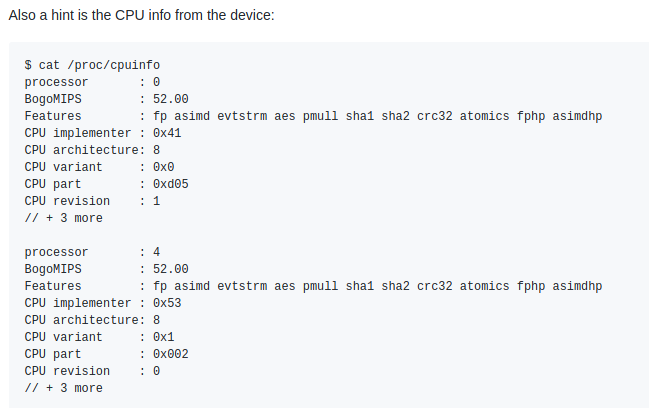 Also a hint is the CPU info from the device:
$ cat /proc/cpuinfo
processor : 0
BogoMIPS : 52.00
Features : fp asimd evtstrm aes pmull sha1 sha2 crc32 atomics fphp asimdhp
CPU implementer : 0x41
CPU architecture: 8
CPU variant : 0x0
CPU part : 0xd05
CPU revision : 1
// + 3 more
processor : 4
BogoMIPS : 52.00
Features : fp asimd evtstrm aes pmull sha1 sha2 crc32 atomics fphp asimdhp
CPU implementer : 0x53
CPU architecture: 8
CPU variant : 0x1
CPU part : 0x002
CPU revision : 0
// + 3 more